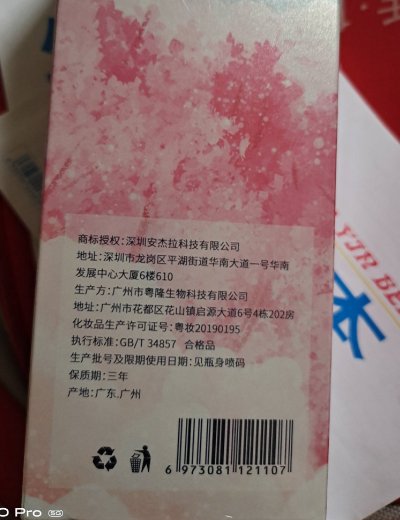 商标授权:深圳安杰拉科技有限公司
地址:深圳市龙岗区平湖街道华南大道一号华南
发展中心大厦6楼610
生产方:广州市粤隆生物科技有限公司
地址:广州市花都区花山镇启源大道6号4栋202房
化妆品生产许可证号:粤妆20190195
执行标准:GB/T 34857 合格品
生产批号及限期使用日期:见瓶身喷码
保质期:三年
产地:广东.广州
6 973081 121107
Pro 5G